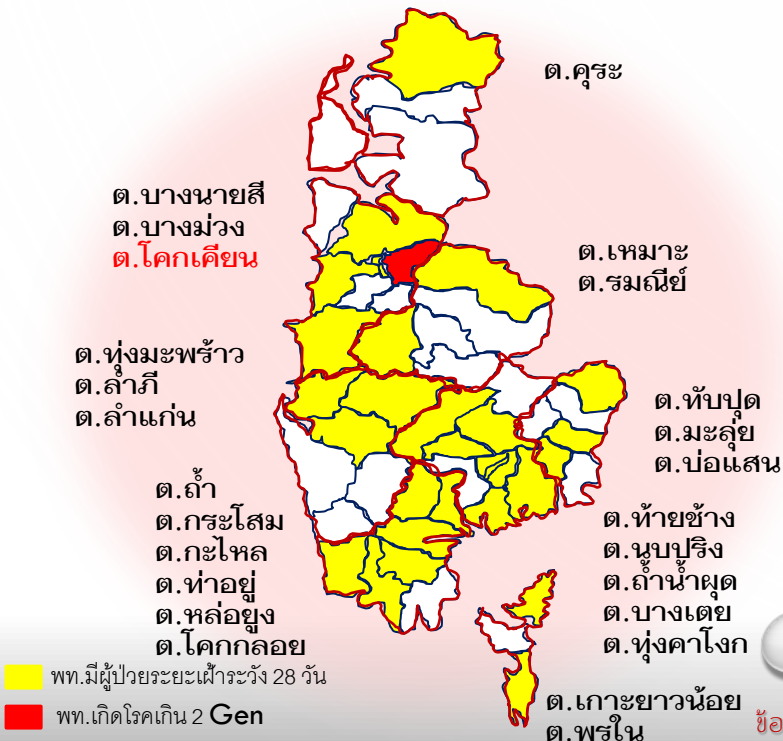 ต.คุระ
ต.บางนายสี
ต.บางม่วง
ต.โคกเคียน
ต.เหมาะ
ต.รมณีย์
ต.ทุ่งมะพร้าว
ต.ลำภี
ต.ลำแก่น
ต.ทับปุด
ต.มะลุ่ย
ต.บ่อแสน
ต.ถ้ำ
ต.กระโสม
ต.กะไหล
ต.ท่าอยู่
ต.หล่อยูง
ต.โคกกลอย
ต.ท้ายช้าง
ต.นบปริง
ต.ถ้ำน้ำผุด
ต.บางเตย
ต.ทุ่งคาโงก
พท.มีผู้ป่วยระยะเฝ้าระวัง 28 วัน
พท.เกิดโรคเกิน 2 Gen
ต.เกาะยาวน้อย
ต.พรุใน